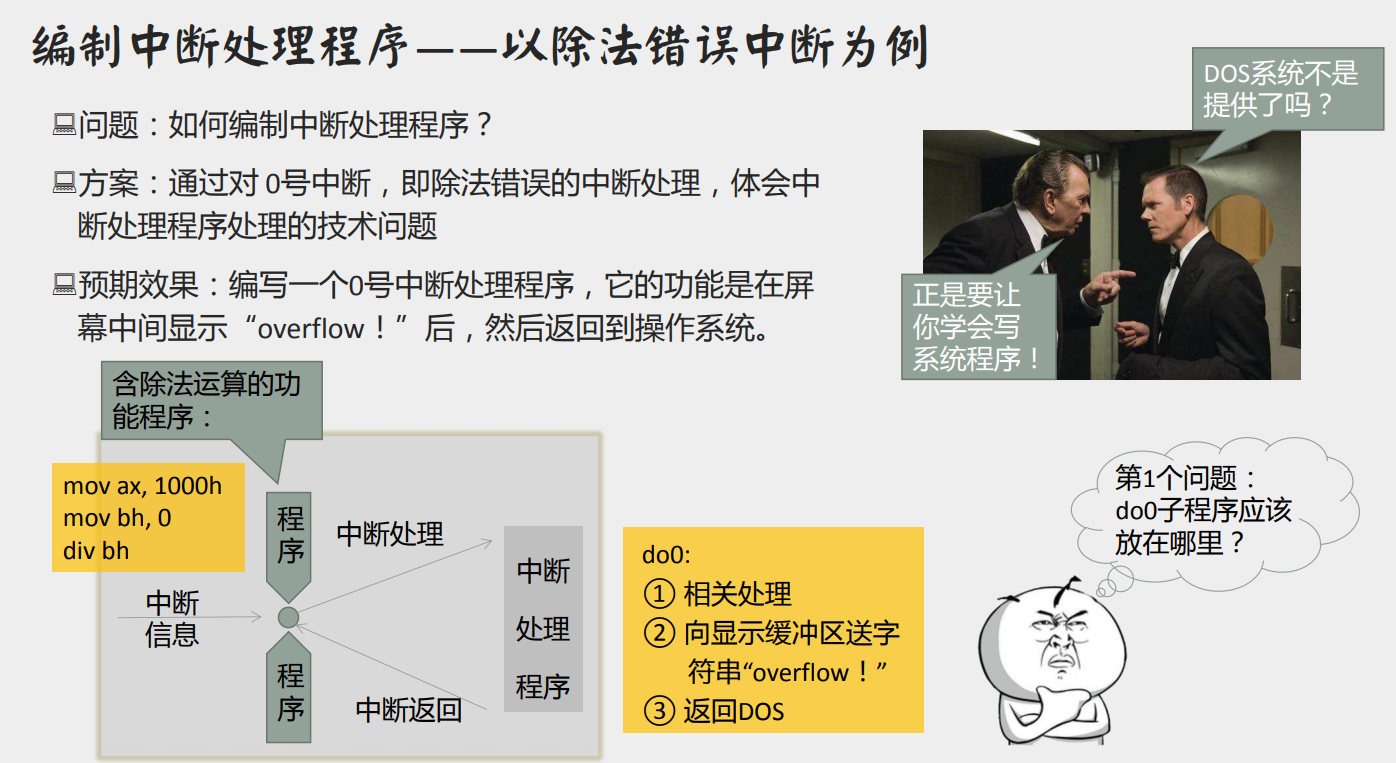 编制中断处理程序——以除法错误中断为例
DOS系统不是
提供了吗？
问题：如何编制中断处理程序？
方案：通过对 0号中断，即除法错误的中断处理，体会中
断处理程序处理的技术问题
预期效果：编写一个0号中断处理程序，它的功能是在屏
幕中间显示“overflow！”后，然后返回到操作系统。
正是要让
你学会写
系统程序！
含除法运算的功
能程序：
mov ax, 1000h
mov bh, 0
div bh
程
序
中断处理
中断
处理
程序
中断
信息
程
序
中断返回
do0:
① 相关处理
② 向显示缓冲区送字
符串“overflow！”
③ 返回DOS
第1个问题：
do0子程序应该
放在哪里？